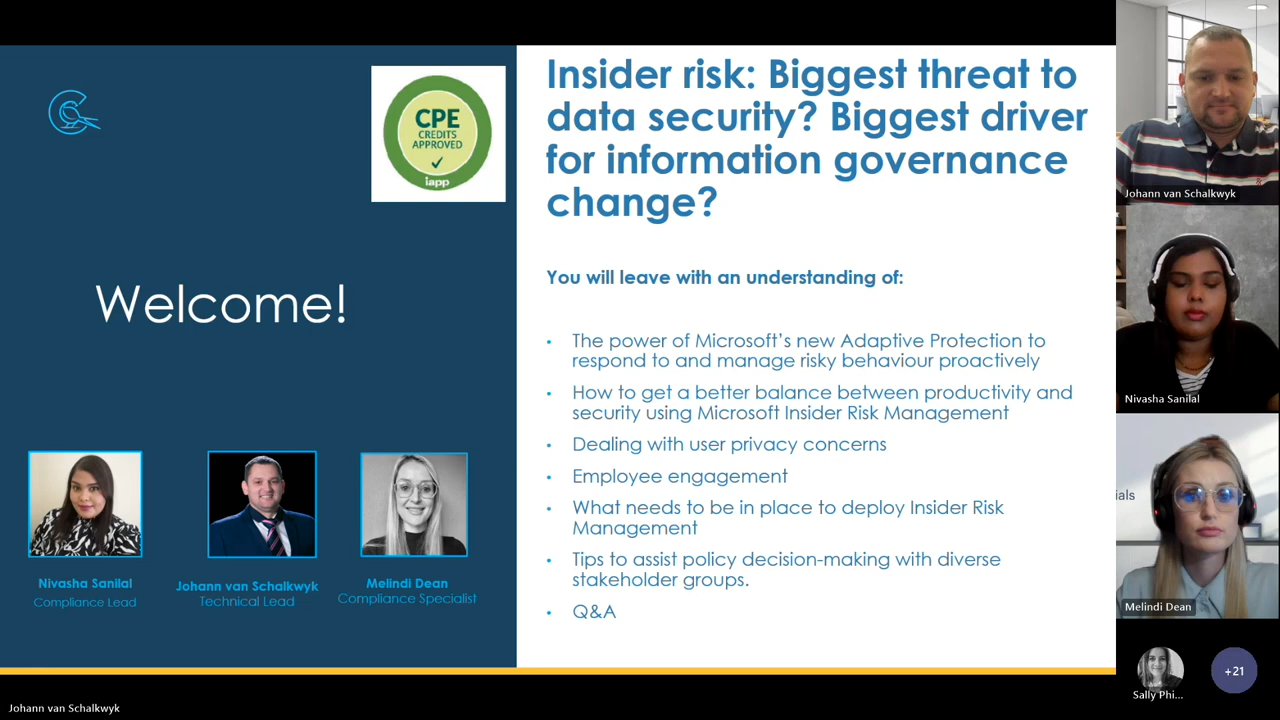 CPE
CREDITS
APPROVED
iapp
Welcome!
Nivasha Sanilal
Compliance Lead
Johann van Schalkwyk
Technical Lead
Melindi Dean
Compliance Specialist
Insider risk: Biggest threat to
data security? Biggest driver
for information governance
change?
You will leave with an understanding of:
• The power of Microsoft's new Adaptive Protection to
respond to and manage risky behaviour proactively
• How to get a better balance between productivity and
security using Microsoft Insider Risk Management
• Dealing with user privacy concerns
• Employee engagement
• What needs to be in place to deploy Insider Risk
Management
• Tips to assist policy decision-making with diverse
stakeholder groups.
• Q&A
Johann van Schalkwyk
Nivasha Sanilal
ials
Melindi Dean
Sally Phi...
+21
Johann van Schalkwyk